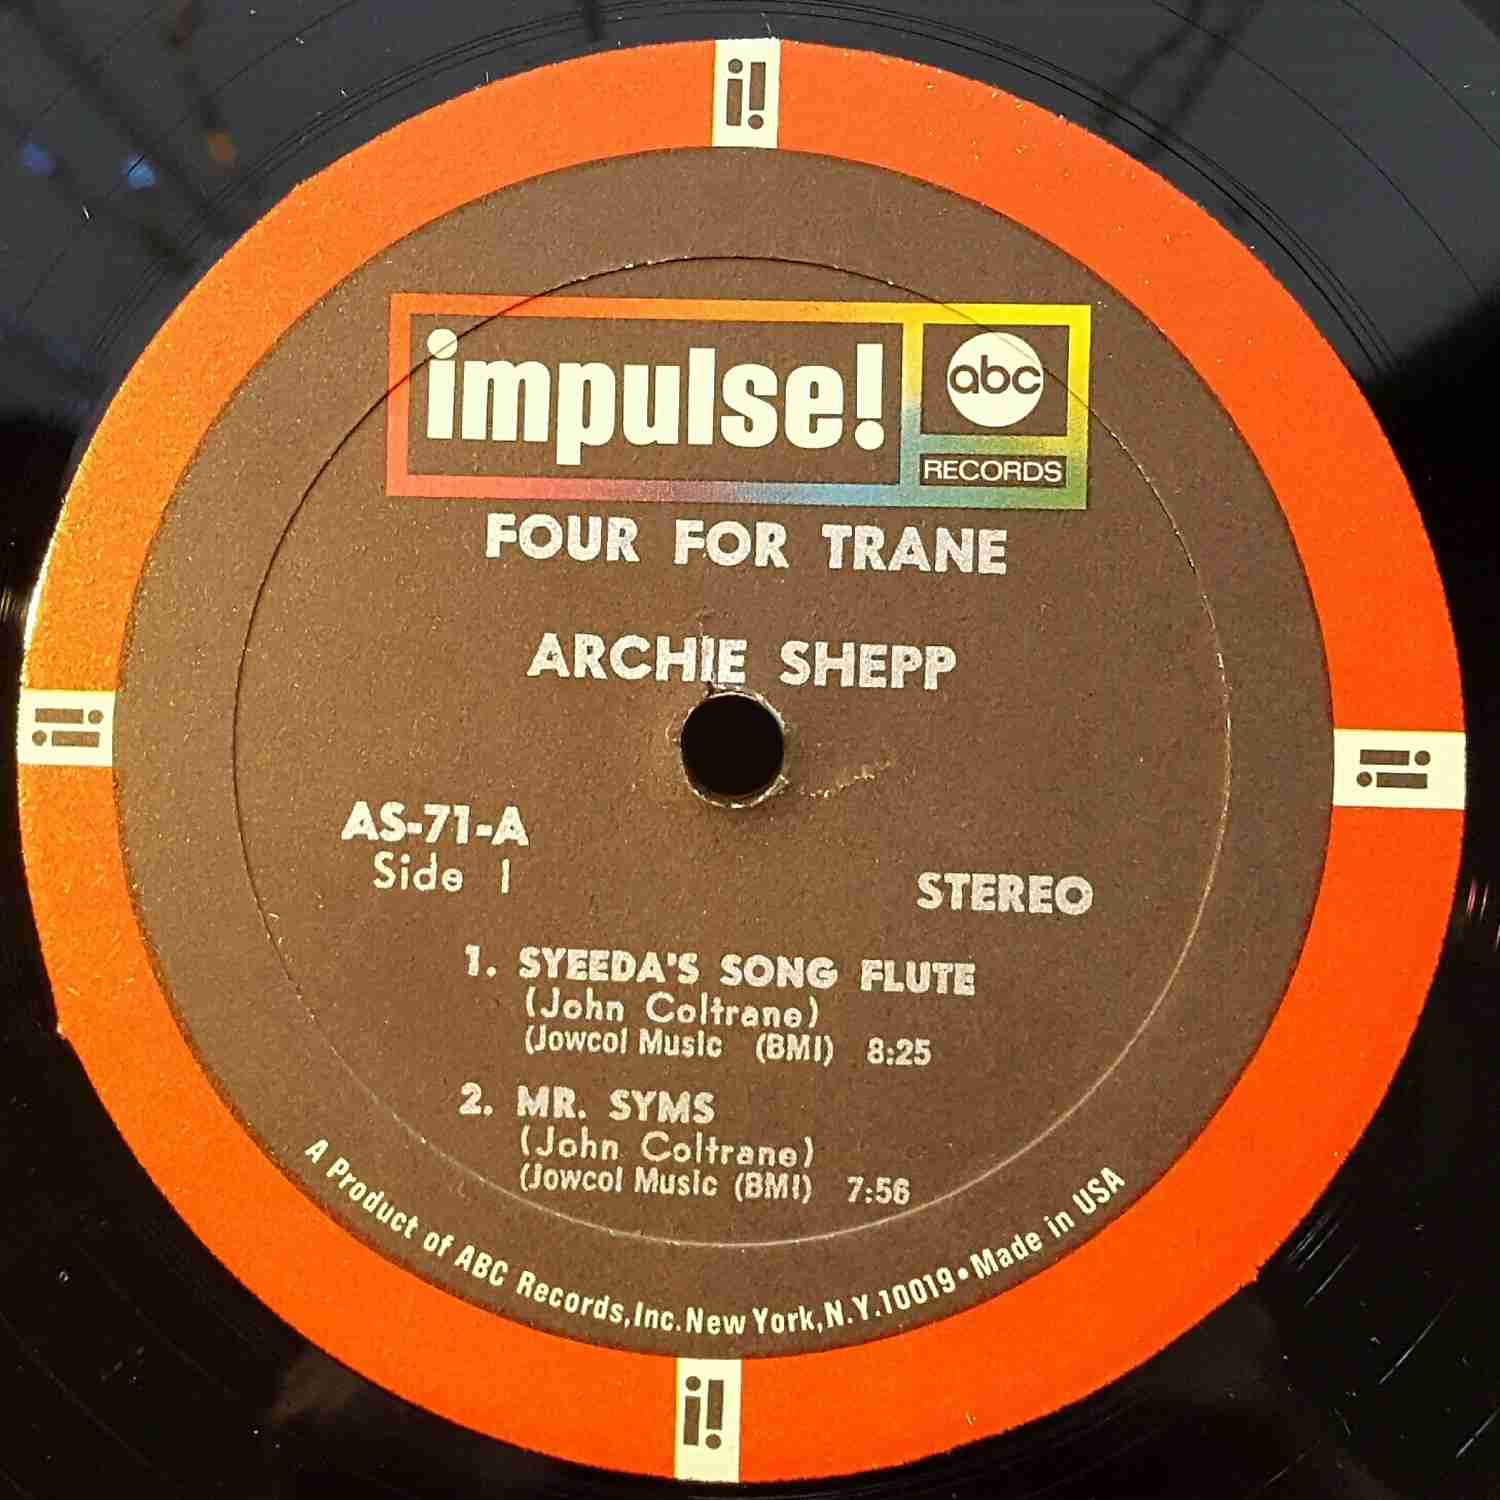 i!
impulse!
abc
RECORDS
FOUR FOR TRANE
ARCHIE SHEPP
i!
i!
AS-71-A
Side 1
STEREO
1. SYEEDA'S SONG FLUTE
(John Coltrane)
(Jowcol Music (BMI) 8:25
2. MR. SYMS
(John Coltrane)
(Jowcol Music (BMI) 7:56
A Product of ABC Records, Inc. New York, N.Y. 10019 • Made in USA
i!